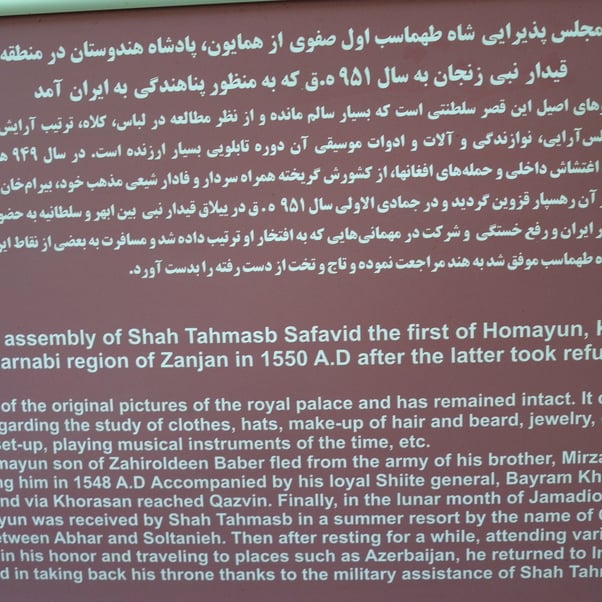 مجلس پذیرایی شاه طهماسب اول صفوی از همایون، پادشاه هندوستان در منطقه
قیدار نبی زنجان به سال ۹۵۱ ه.ق که به منظور پناهندگی به ایران آمد
های اصیل این قصر سلطنتی است که بسیار سالم مانده و از نظر مطالعه در لباس، کلاه، ترتیب آرایش
آرایی، نوازندگی و آلات و ادوات موسیقی آن دوره تابلویی بسیار ارزنده است. در سال ۹۴۹
اغتشاش داخلی و حمله‌های افغانها، از کشورش گریخته همراه سردار و فادار شیعی مذهب خود، بیرام‌خان
آن رهسپار قزوین گردید و در جمادی الاولی سال ۹۵۱ ه.ق در ییلاق قیدار نبی بین ابهر و سلطانیه به حضو
ر ایران و رفع خستگی و شرکت در مهمانی‌هایی که به افتخار او ترتیب داده شد و مسافرت به بعضی از نقاط
ه طهماسب موفق شد به هند مراجعت نموده و تاج و تخت از دست رفته را بدست آورد.
assembly of Shah Tahmasb Safavid the first of Homayun, K
arnabi region of Zanjan in 1550 A.D after the latter took refu
of the original pictures of the royal palace and has remained intact. It
garding the study of clothes, hats, make-up of hair and beard, jewelry,
set-up, playing musical instruments of the time, etc.
mayun son of Zahiroldeen Baber fled from the army of his brother, Mirza
ng him in 1548 A.D Accompanied by his loyal Shiite general, Bayram Kh
nd via Khorasan reached Qazvin. Finally, in the lunar month of Jamadio
yun was received by Shah Tahmasb in a summer resort by the name of
etween Abhar and Soltanieh. Then after resting for a while, attending vari
in his honor and traveling to places such as Azerbaijan, he returned to In
d in taking back his throne thanks to the military assistance of Shah Tahm